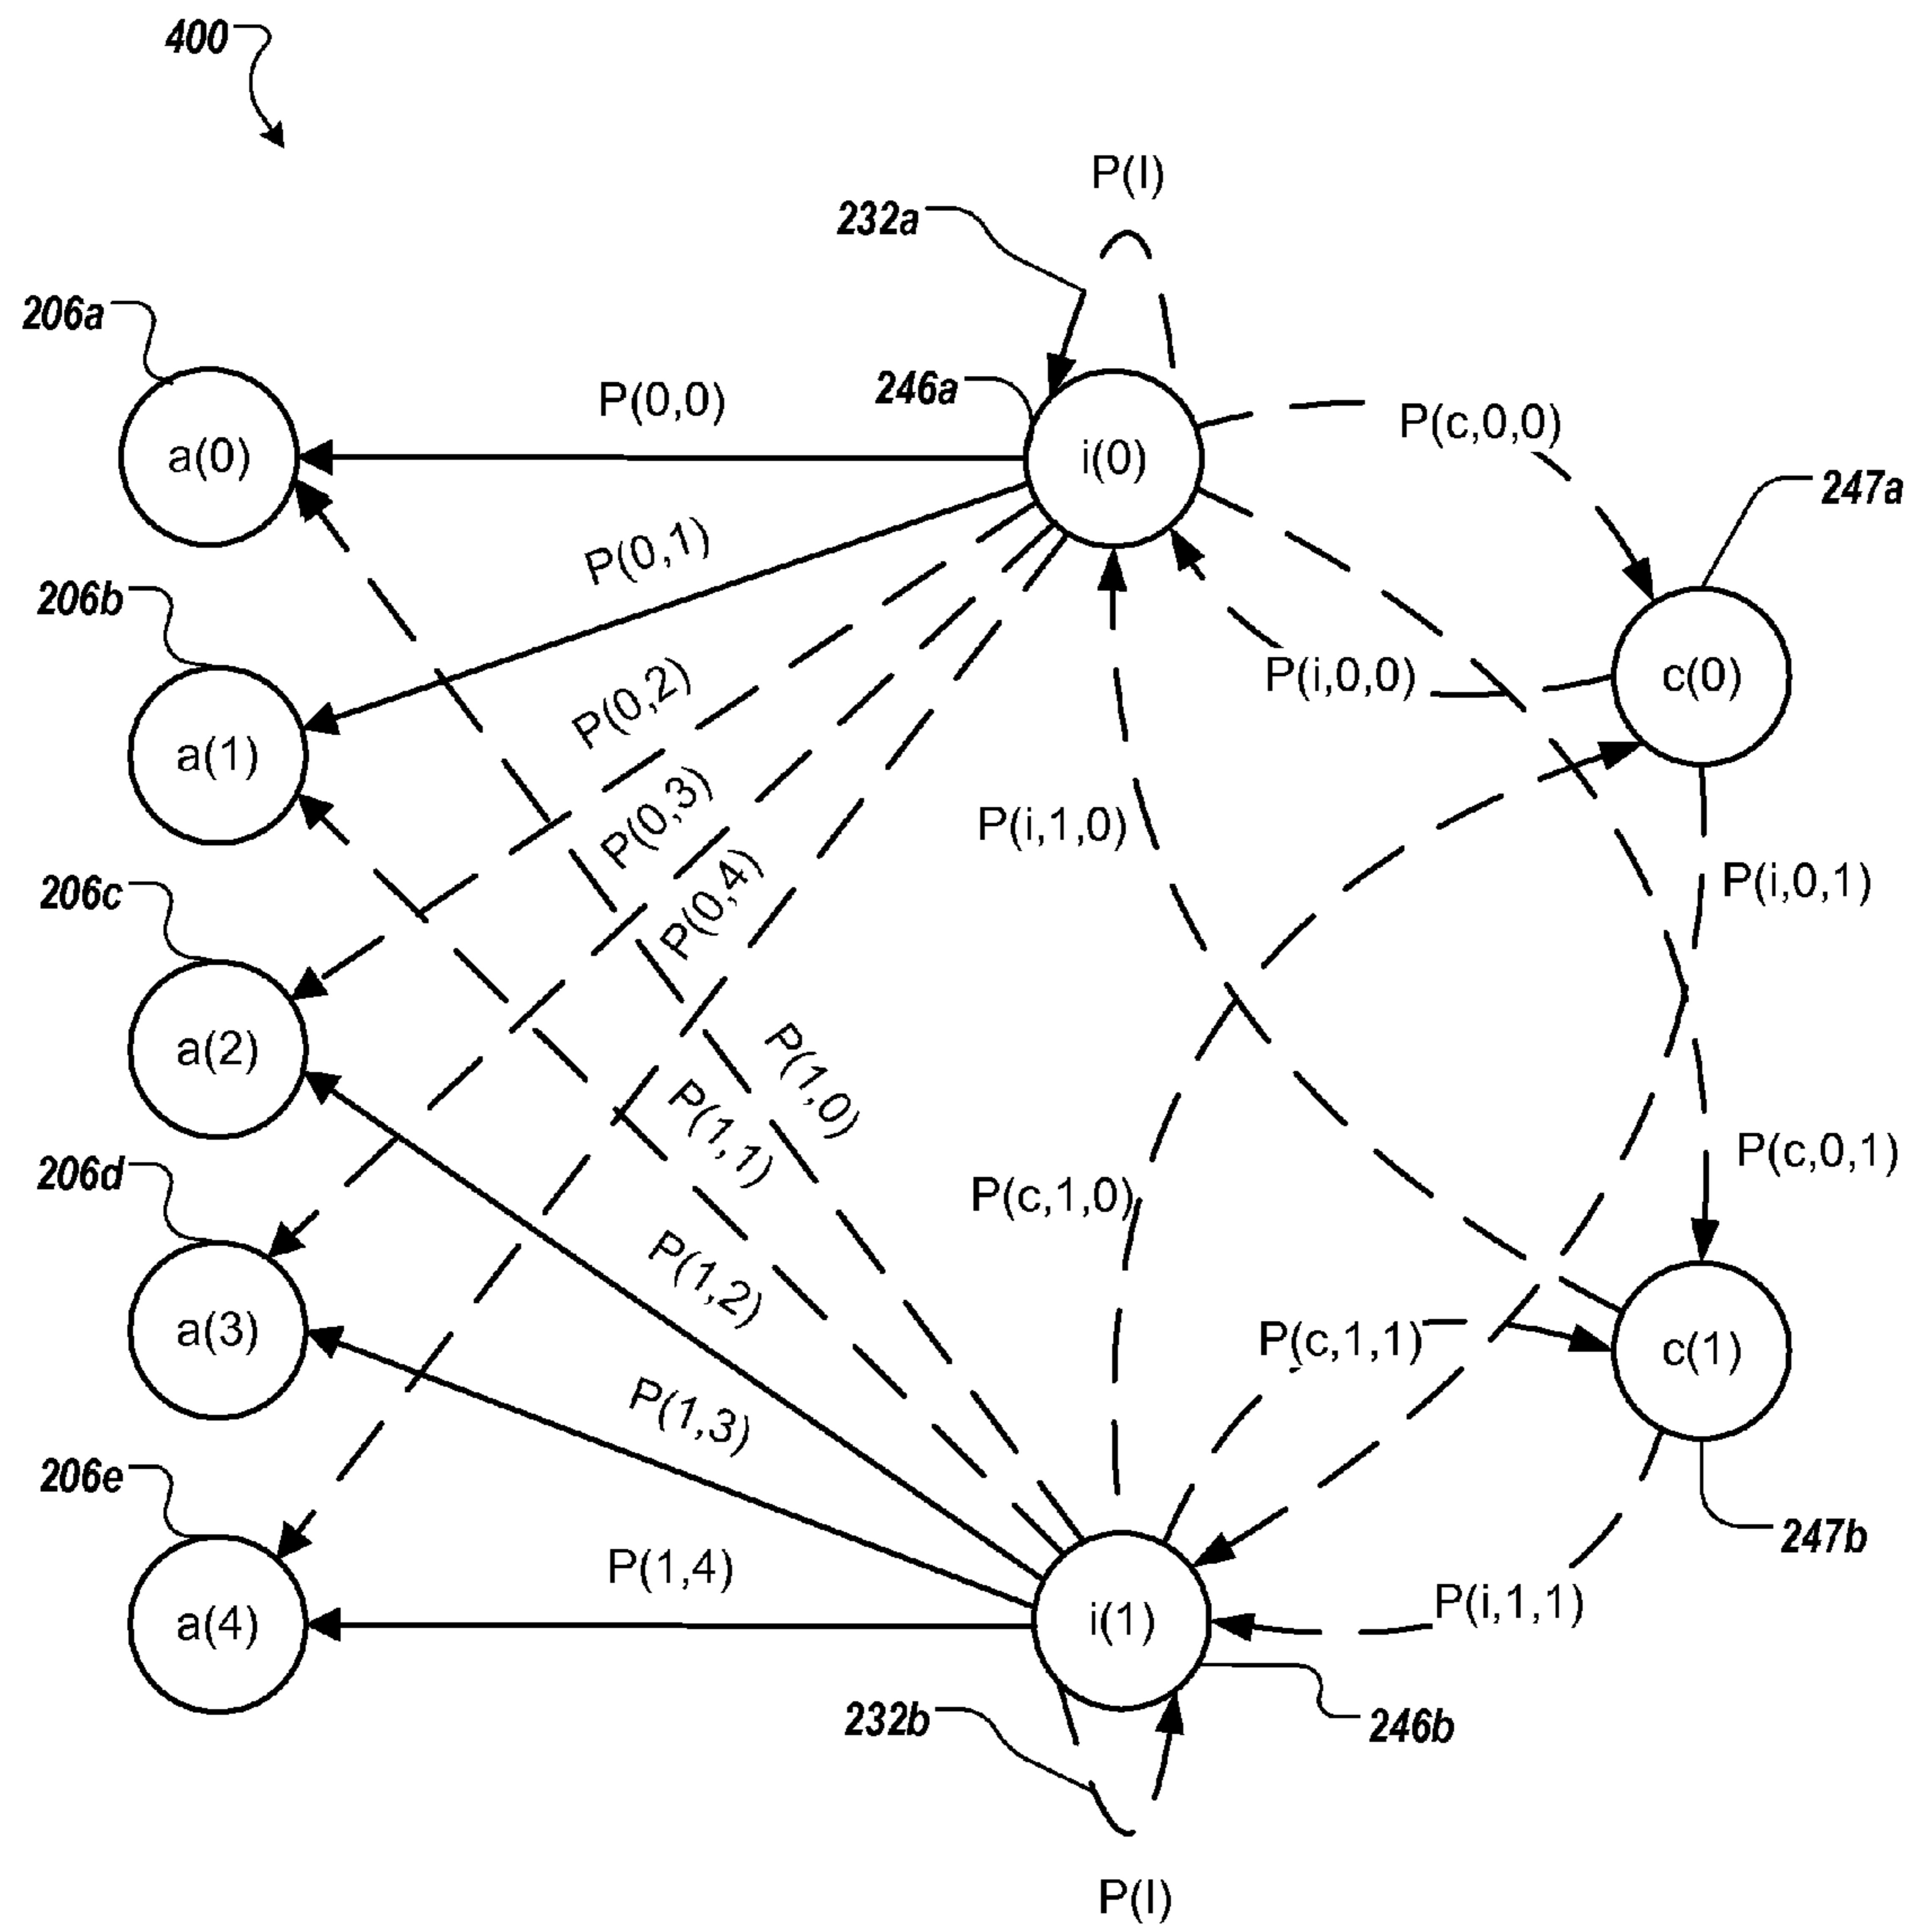 400
P(I)
232a
206a
246a
P(0,0)
P(c,0,0)
a(0)
i(0)
247a
P(0,1)
206b
P(i,0,0)
c(0)
P(0,2)
a(1)
P(0,3)
P(i,1,0)
206c
P(0,4)
P(i,0,1)
a(2)
P(1,0)
P(1,1)
206d
P(c,0,1)
P(c,1,0)
P(1,2)
a(3)
P(c,1,1)
c(1)
P(1,3)
206e
247b
P(1,4)
P(i,1,1)
a(4)
i(1)
232b
246b
P(I)